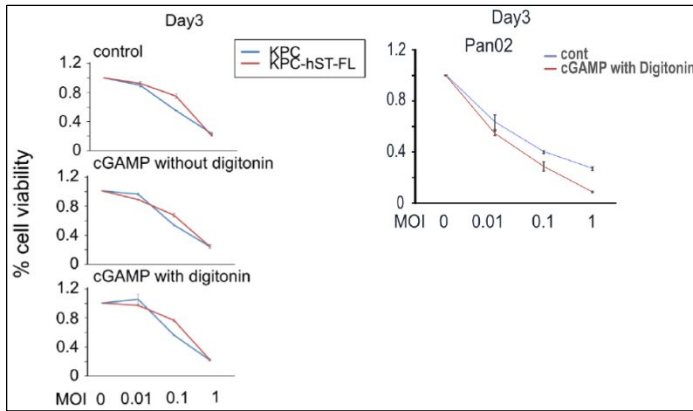 Day3
control
KPC
KPC-hST-FL
1.2
0.8
0.4
0
cGAMP without digitonin
1.2
0.8
0.4
0
cGAMP with digitonin
1.2
0.8
0.4
0
% cell viability
MOI 0 0.01 0.1 1
Day3
Pan02
cont
cGAMP with Digitonin
1.2
0.8
0.4
0
MOI 0 0.01 0.1 1